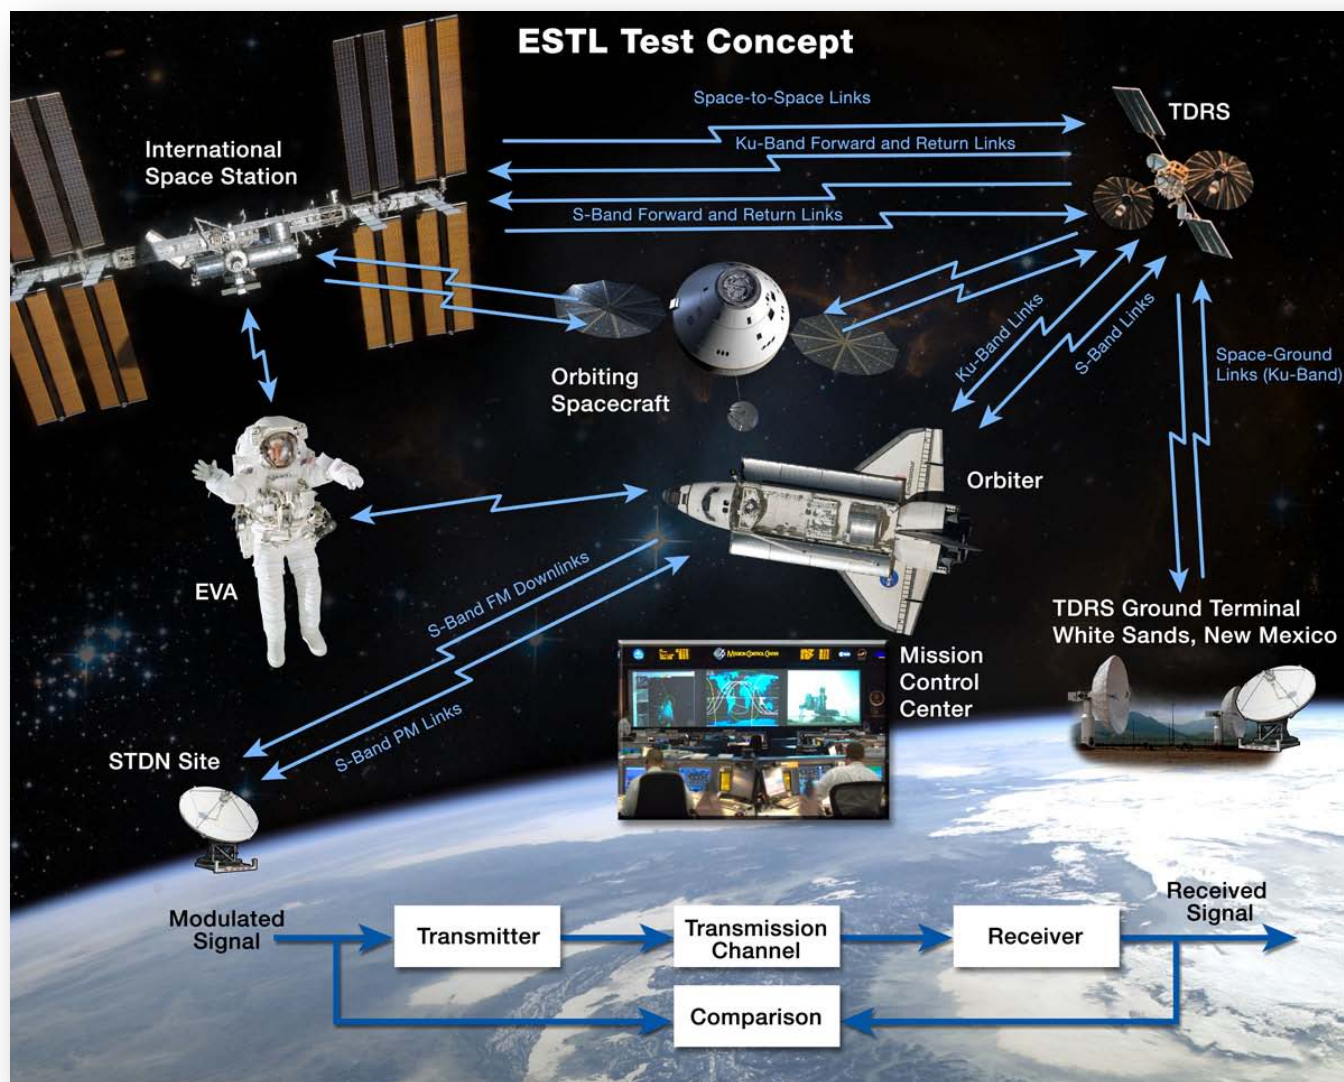 ESTL Test Concept
Space-to-Space Links
TDRS
Ku-Band Forward and Return Links
International
Space Station
S-Band Forward and Return Links
Ku-Band Links
S-Band Links
Space-Ground
Links (Ku-Band)
Orbiting
Spacecraft
Orbiter
EVA
S-Band FM Downlinks
S-Band PM Links
TDRS Ground Terminal
White Sands, New Mexico
Mission
Control
Center
MISSION CONTROL CENTER
STDN Site
Modulated
Signal
Transmitter
Transmission
Channel
Receiver
Received
Signal
Comparison